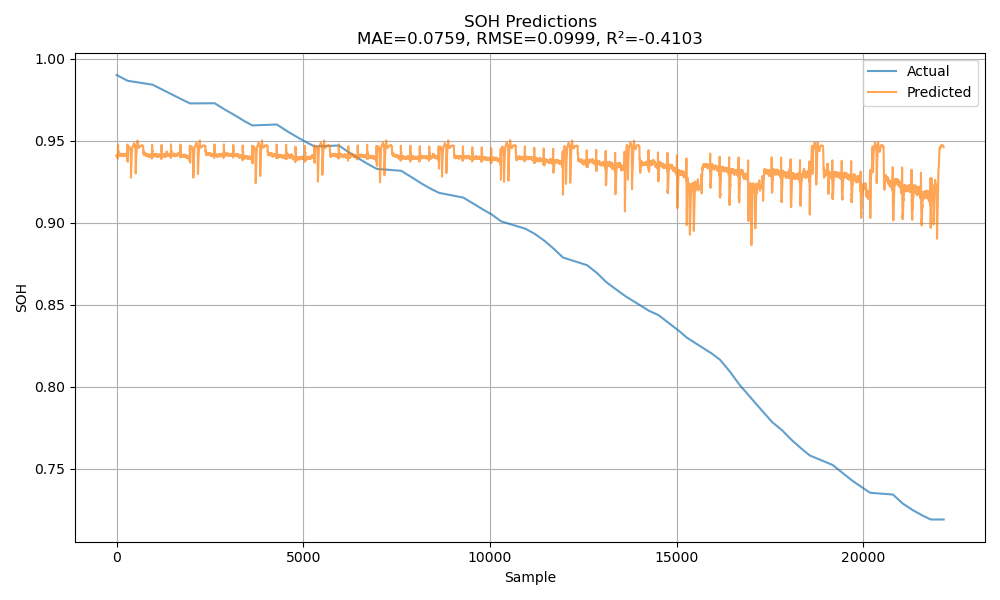 SOH Predictions
MAE=0.0759, RMSE=0.0999, R²=-0.4103
Actual
Predicted
1.00
0.95
0.90
0.85
0.80
0.75
SOH
0
5000
10000
15000
20000
Sample